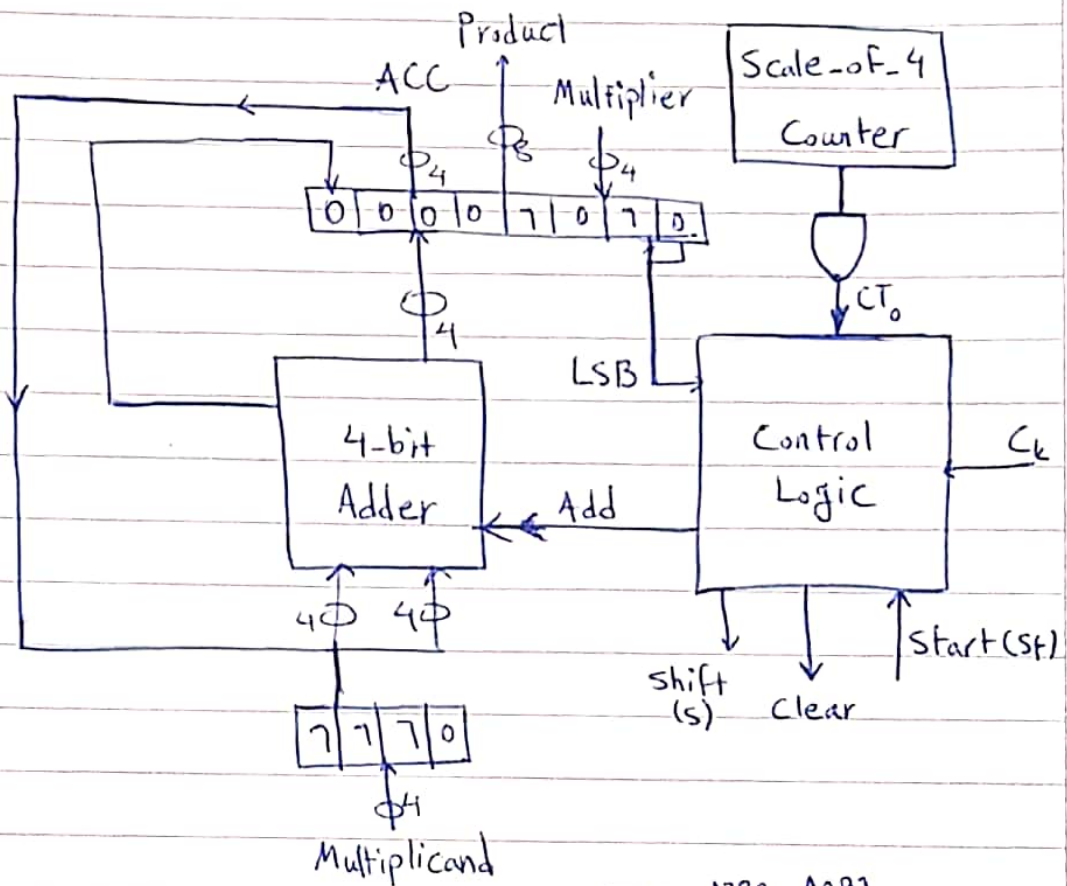 Product
ACC
Multiplier
Scale-of-4
Counter
4
8
4
0 0 0 0 1 0 1 0
CT₀
4
LSB
4-bit
Adder
Control
Logic
Ck
Add
4 4
Start (St)
Shift
(S)
Clear
1 1 1 0
4
Multiplicand